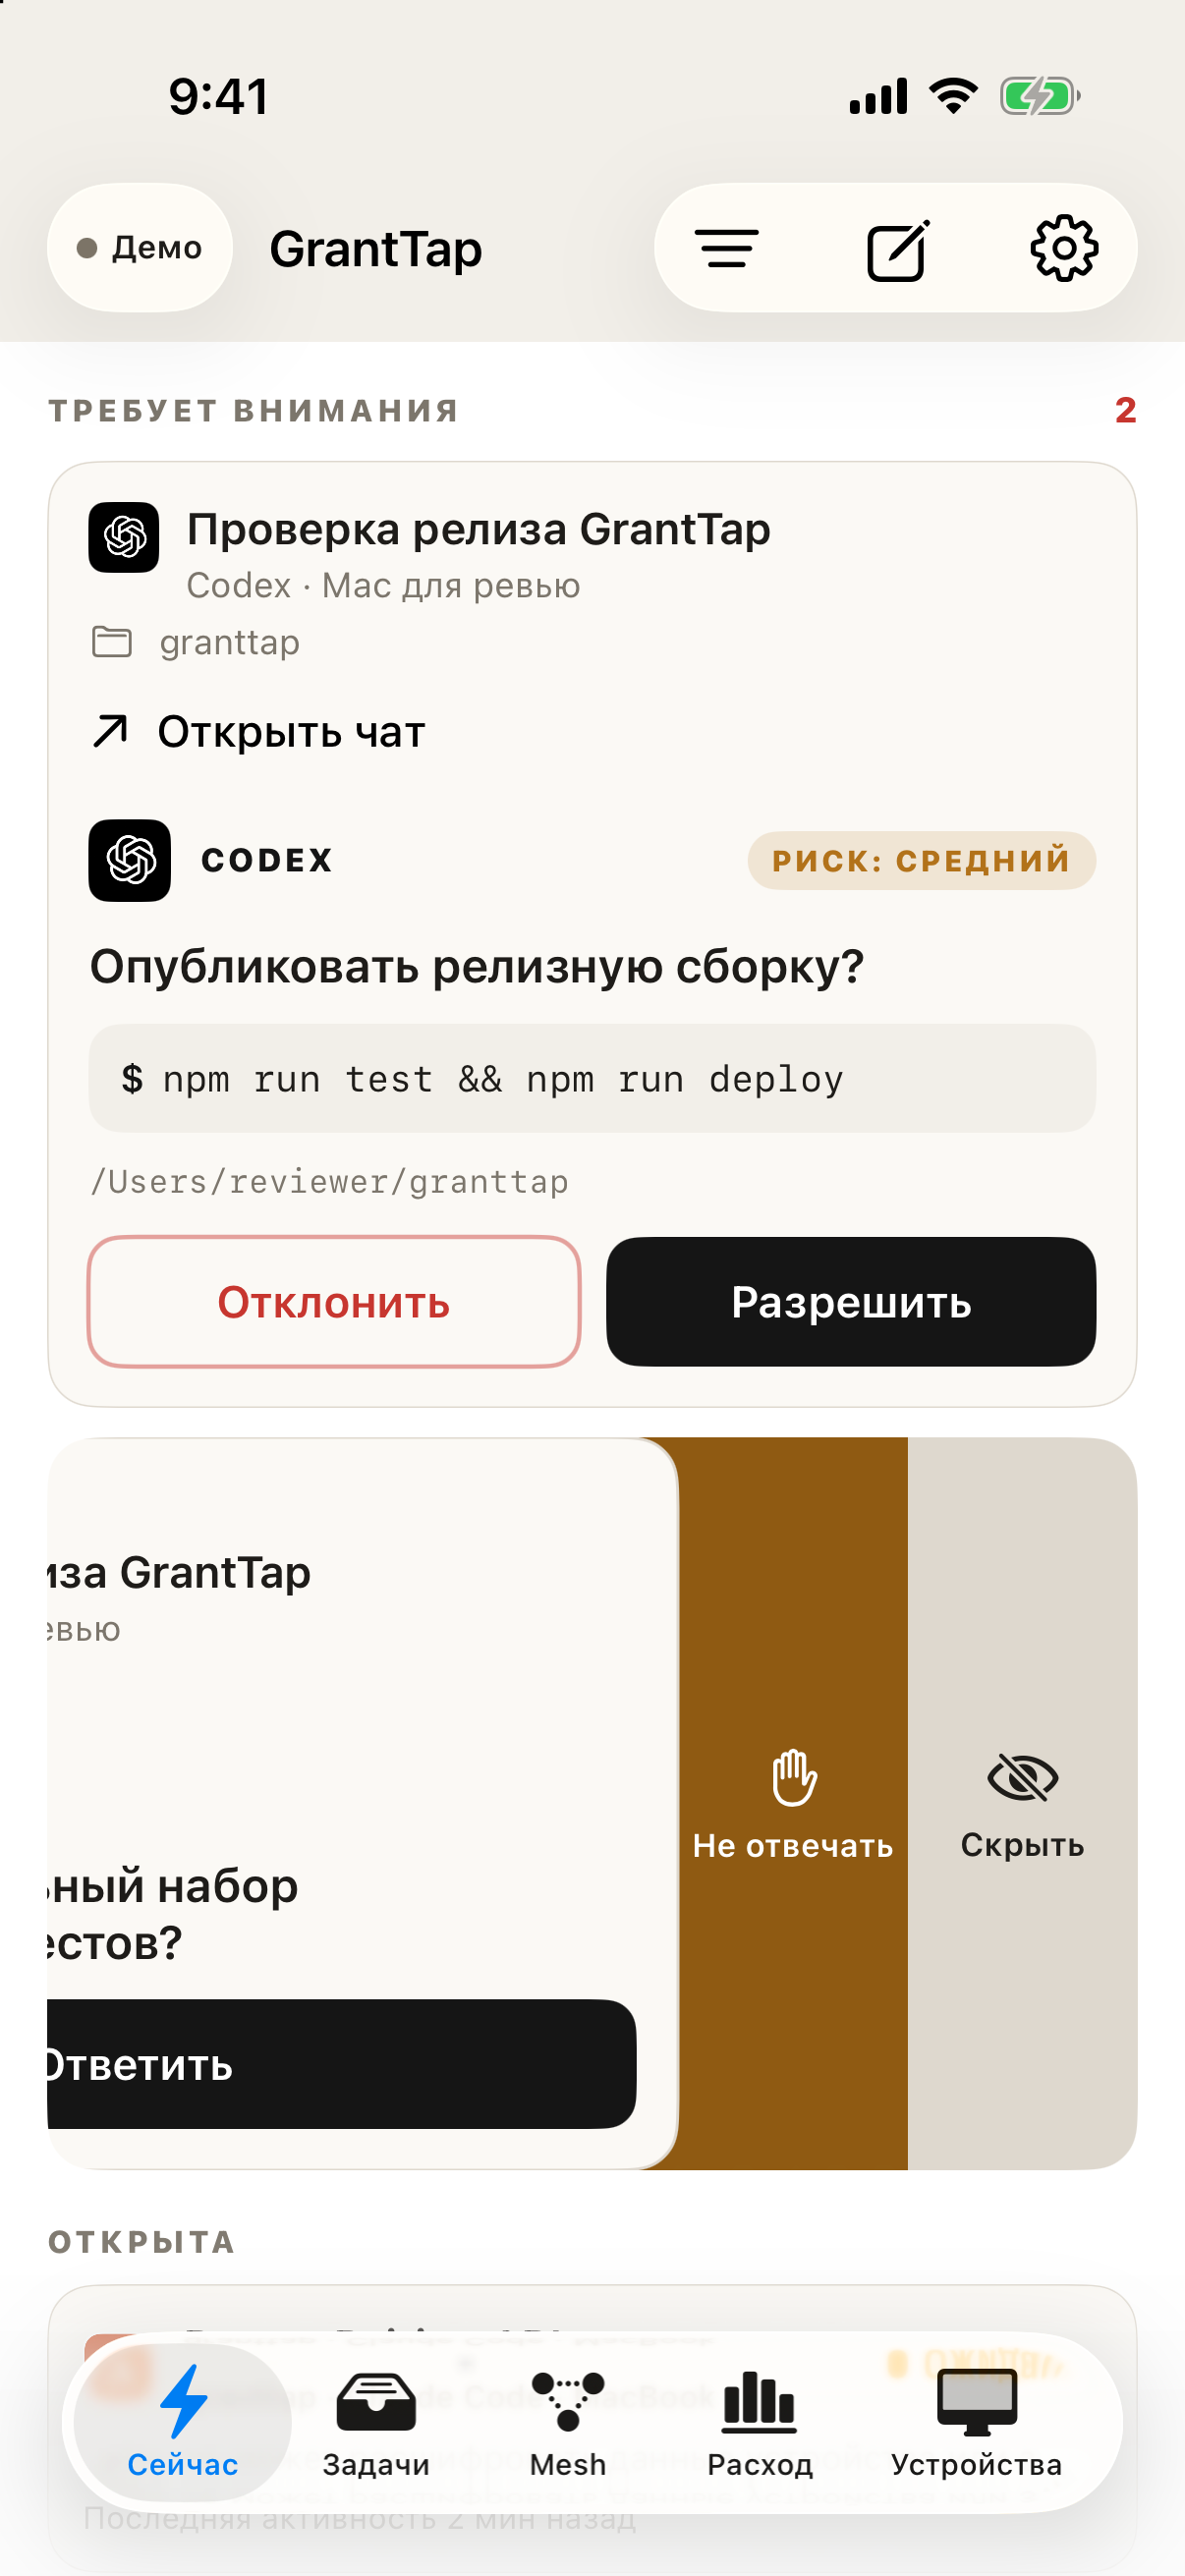 9:41
Демо
GrantTap
ТРЕБУЕТ ВНИМАНИЯ
2
Проверка релиза GrantTap
Codex · Mac для ревью
granttap
Открыть чат
CODEX
РИСК: СРЕДНИЙ
Опубликовать релизную сборку?
$ npm run test && npm run deploy
/Users/reviewer/granttap
Отклонить
Разрешить
иза GrantTap
евью
ьный набор
естов?
Ответить
Не отвечать
Скрыть
ОТКРЫТА
Сейчас
Задачи
Mesh
Расход
Устройства
Последняя активность 2 мин назад